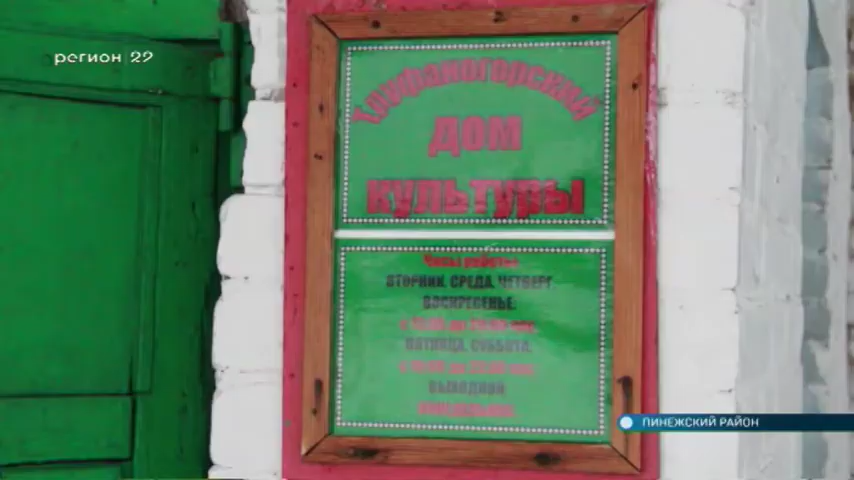 регион 29
Труфаногорский
ДОМ
КУЛЬТУРЫ
Часы работы
ВТОРНИК, СРЕДА, ЧЕТВЕРГ
ВОСКРЕСЕНЬЕ:
ПЯТНИЦА, СУББОТА:
ВЫХОДНОЙ
ПОНЕДЕЛЬНИК
ПИНЕЖСКИЙ РАЙОН